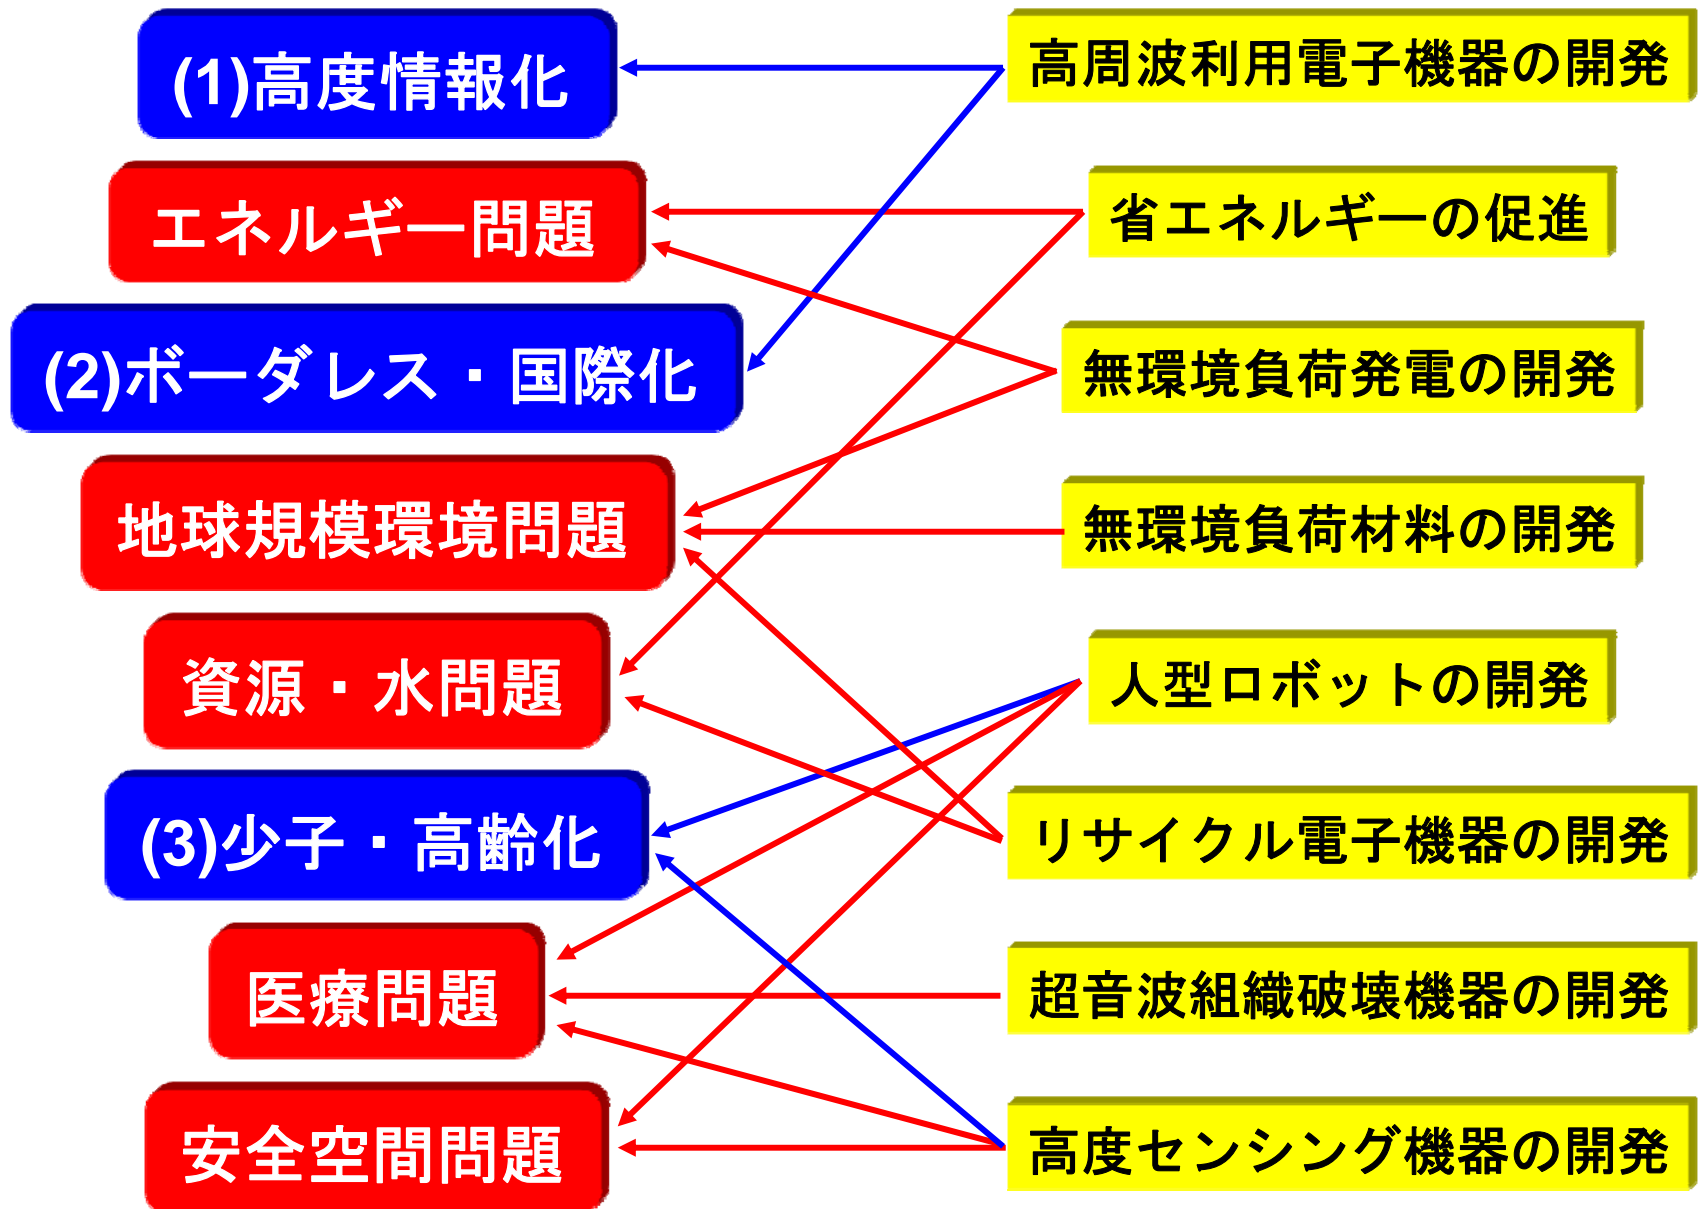 (1)高度情報化
エネルギー問題
(2)ボーダレス・国際化
地球規模環境問題
資源・水問題
(3)少子・高齢化
医療問題
安全空間問題
高周波利用電子機器の開発
省エネルギーの促進
無環境負荷発電の開発
無環境負荷材料の開発
人型ロボットの開発
リサイクル電子機器の開発
超音波組織破壊機器の開発
高度センシング機器の開発